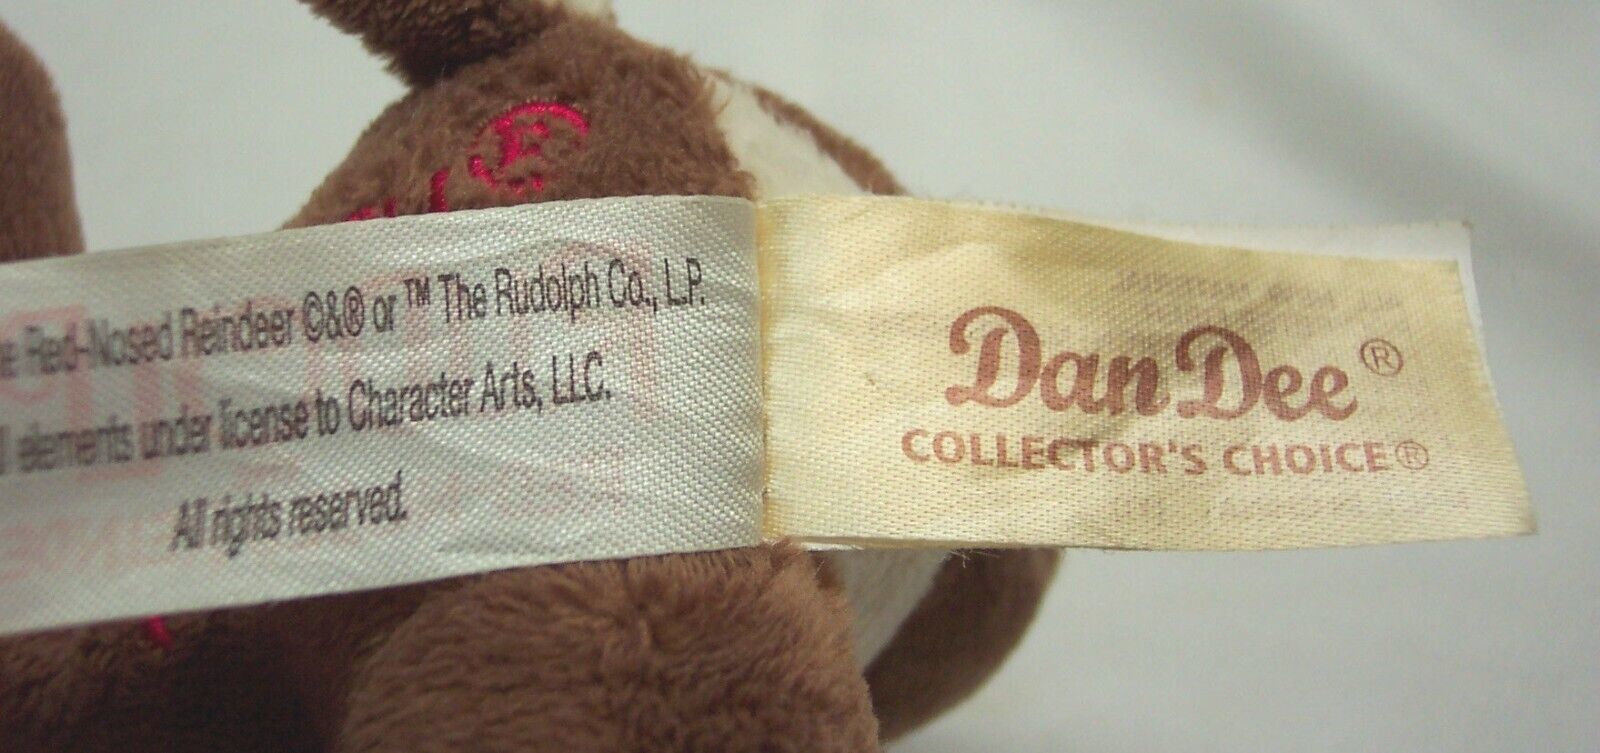 Red-Nosed Reindeer ©&® or ™ The Rudolph Co., L.P.
elements under license to Character Arts, LLC.
All rights reserved.
Dan Dee®
COLLECTOR'S CHOICE®